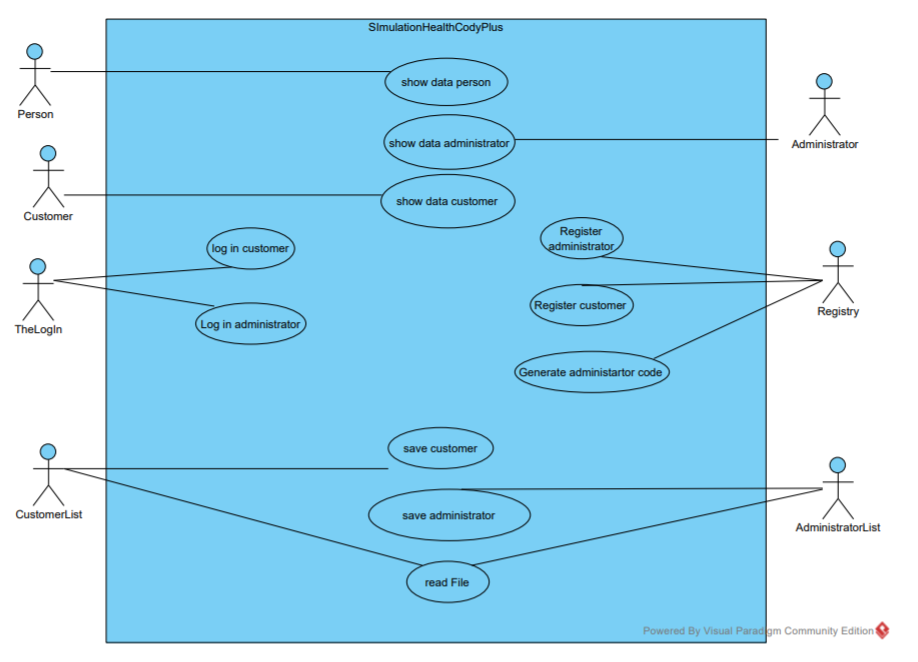 SImulationHealthCodyPlus
Person
show data person
Administrator
show data administrator
Customer
show data customer
TheLogIn
log in customer
Log in administrator
Register
administrator
Register customer
Generate administartor code
Registry
CustomerList
save customer
save administrator
read File
AdministratorList
Powered By Visual Paradigm Community Edition